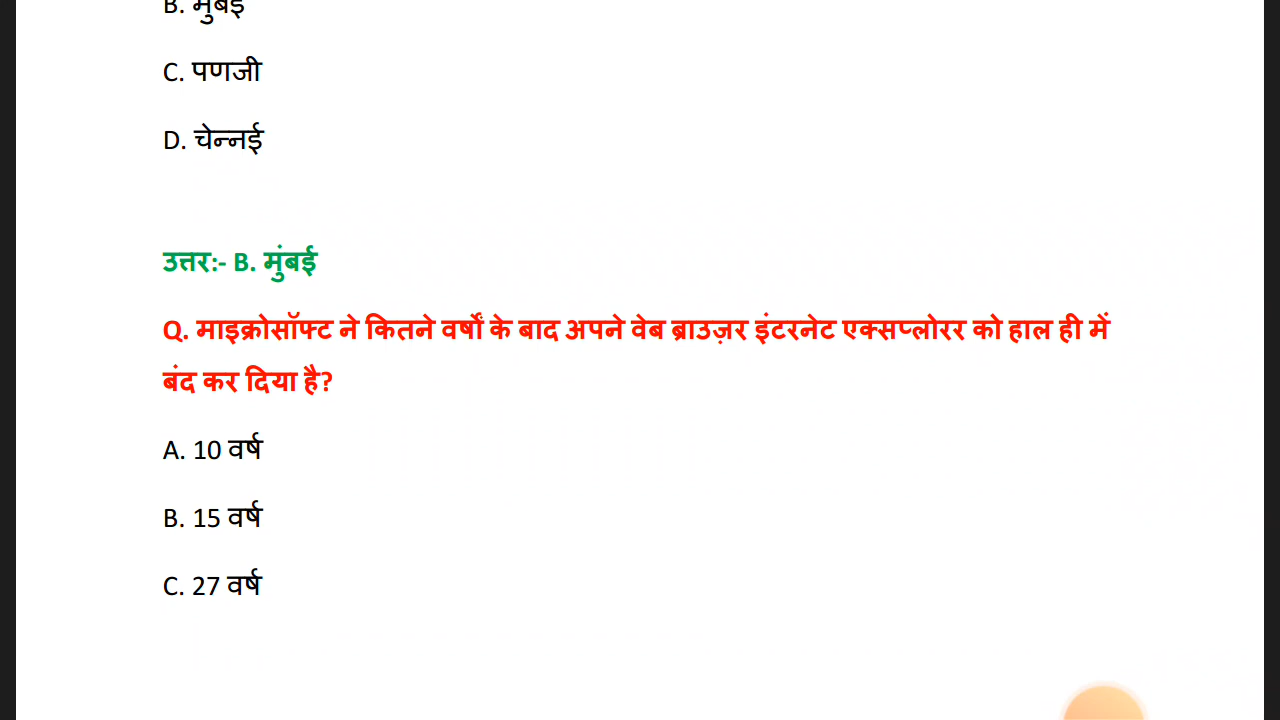 B. मुंबई
C. पणजी
D. चेन्नई
उत्तर:- B. मुंबई
Q. माइक्रोसॉफ्ट ने कितने वर्षों के बाद अपने वेब ब्राउज़र इंटरनेट एक्सप्लोरर को हाल ही में
बंद कर दिया है?
A. 10 वर्ष
B. 15 वर्ष
C. 27 वर्ष